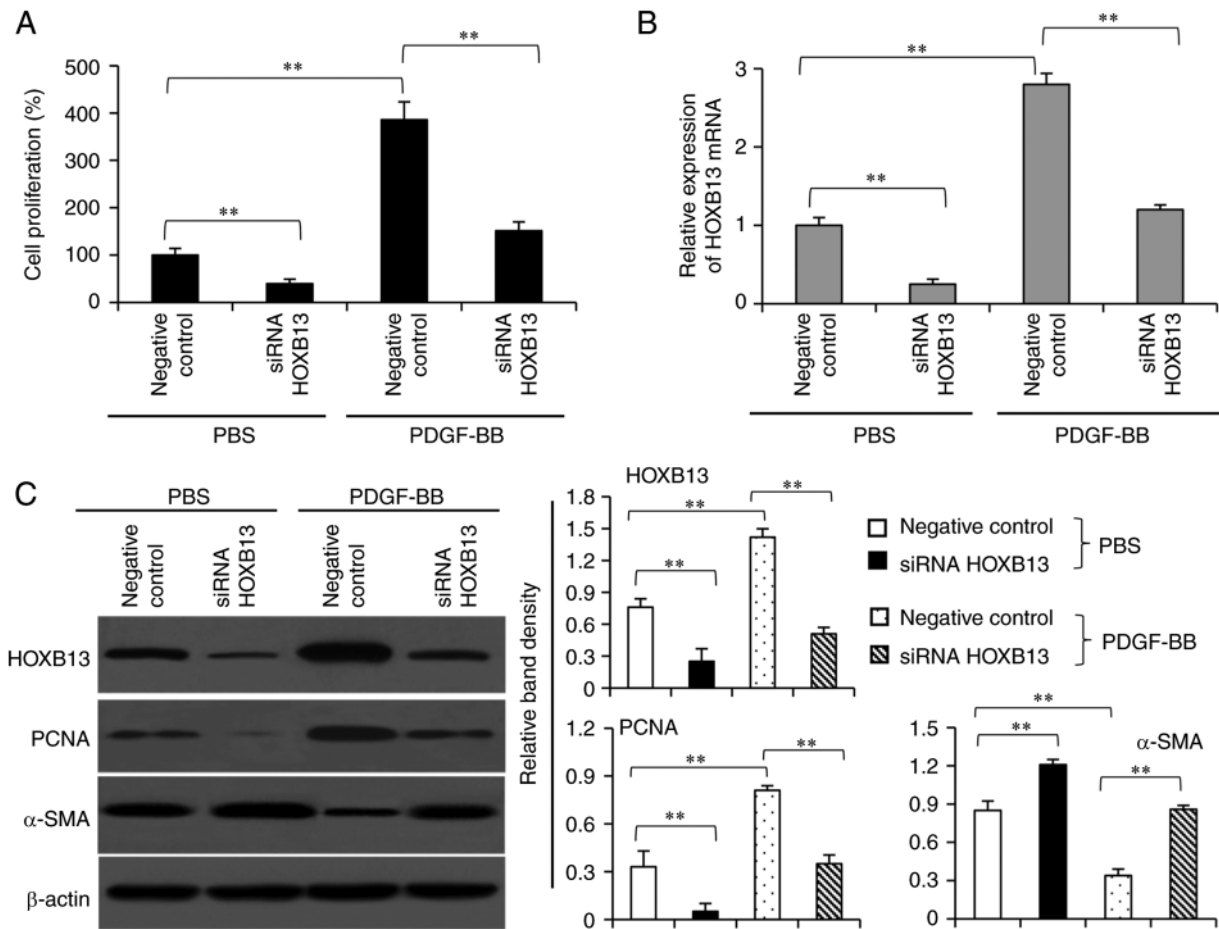 A
**
**
**
Cell proliferation (%)
500
400
300
200
100
0
Negative
control
siRNA
HOXB13
Negative
control
siRNA
HOXB13
PBS
PDGF-BB
B
**
**
**
Relative expression
of HOXB13 mRNA
3
2
1
0
Negative
control
siRNA
HOXB13
Negative
control
siRNA
HOXB13
PBS
PDGF-BB
C
PBS
PDGF-BB
Negative
control
siRNA
HOXB13
Negative
control
siRNA
HOXB13
HOXB13
PCNA
α-SMA
β-actin
Relative band density
HOXB13
1.8
1.5
1.2
0.9
0.6
0.3
0
**
**
**
Negative control
siRNA HOXB13
PBS
Negative control
siRNA HOXB13
PDGF-BB
PCNA
1.2
0.9
0.6
0.3
0
**
**
**
α-SMA
1.5
1.2
0.9
0.6
0.3
0
**
**
**